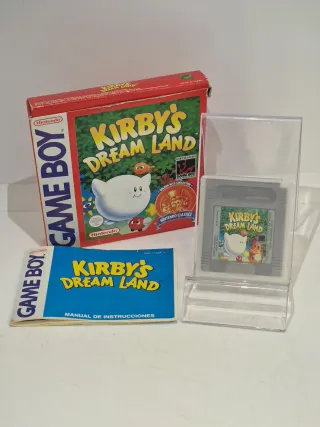 Nintendo
GAME BOY
KIRBY'S
DREAM LAND
Nintendo
KIRBY'S
DREAM LAND
GAME BOY
KIRBY'S
DREAM LAND
MANUAL DE INSTRUCCIONES